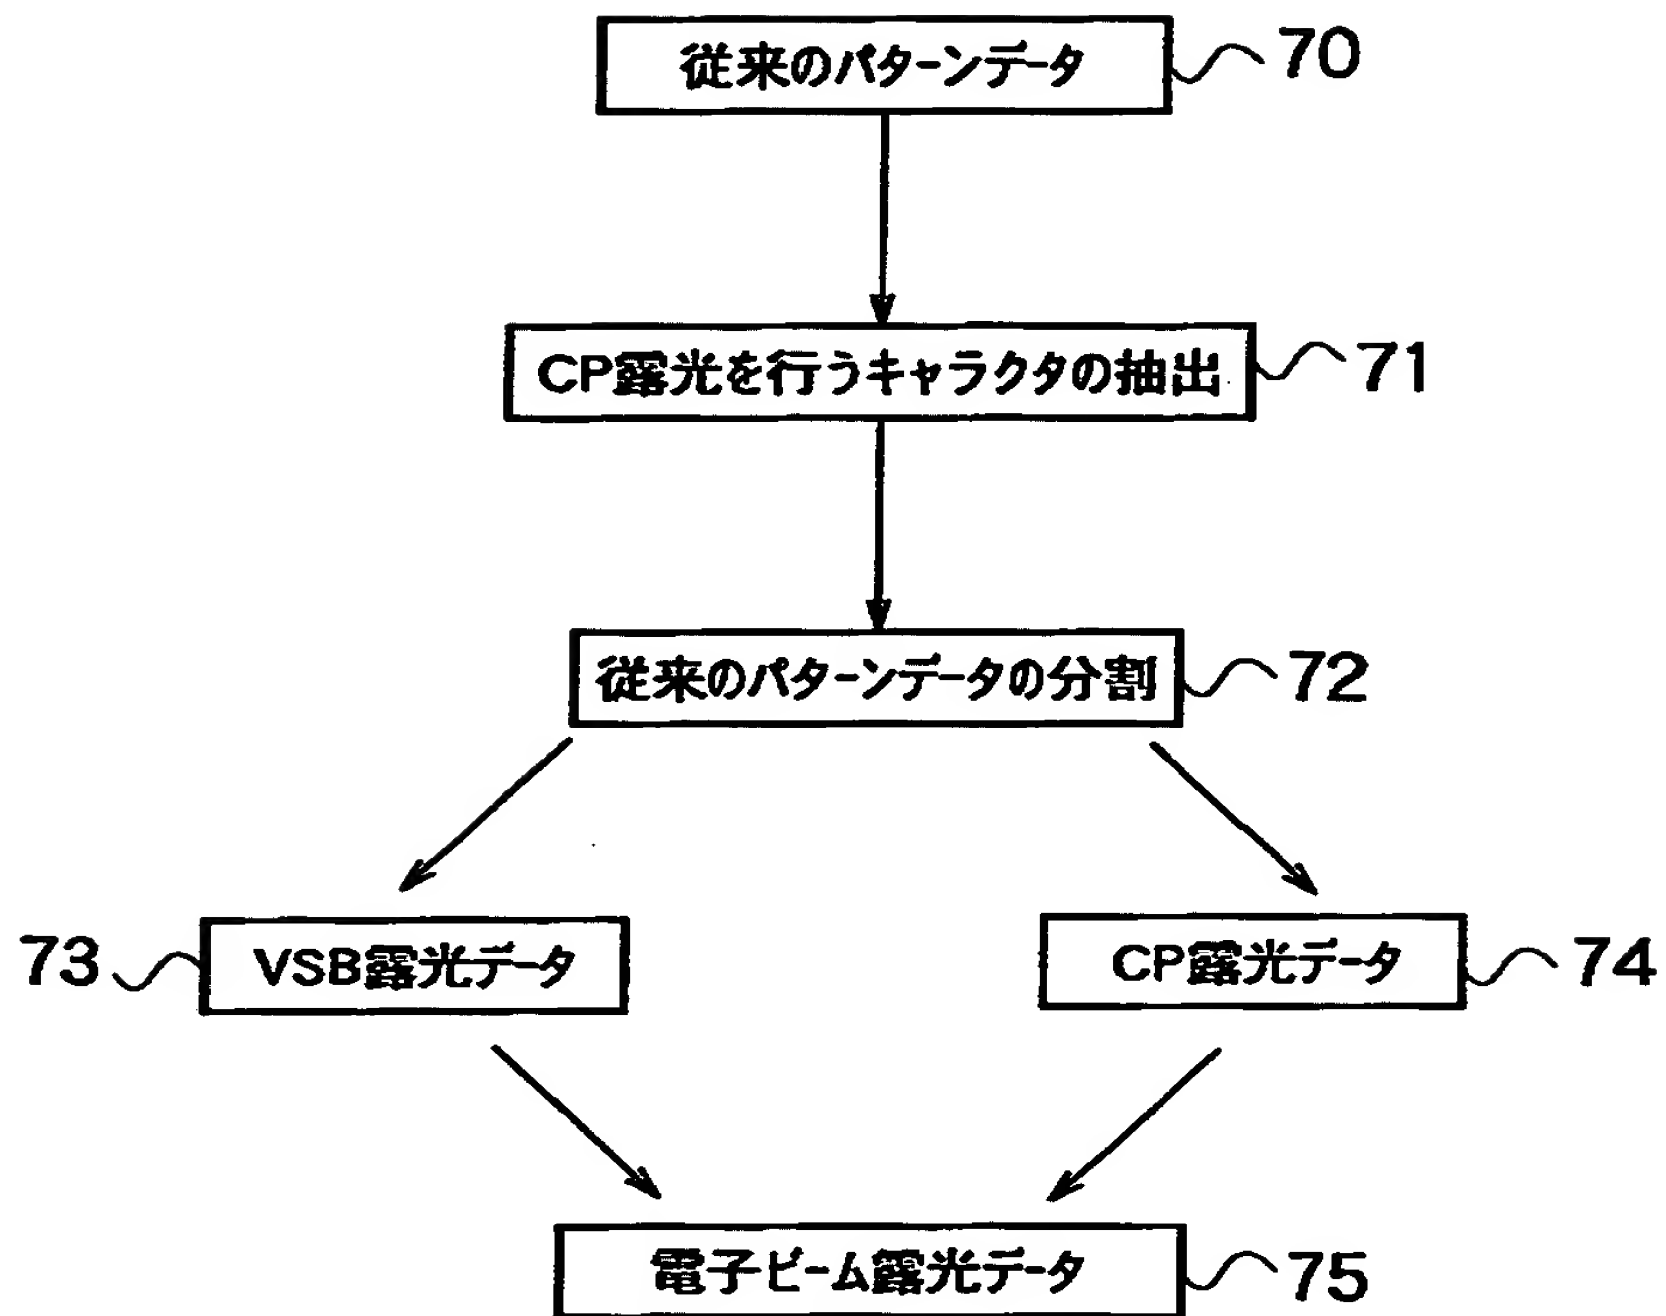 従来のパターンデータ 70
CP露光を行うキャラクタの抽出 71
従来のパターンデータの分割 72
73 VSB露光データ
CP露光データ 74
電子ビーム露光データ 75